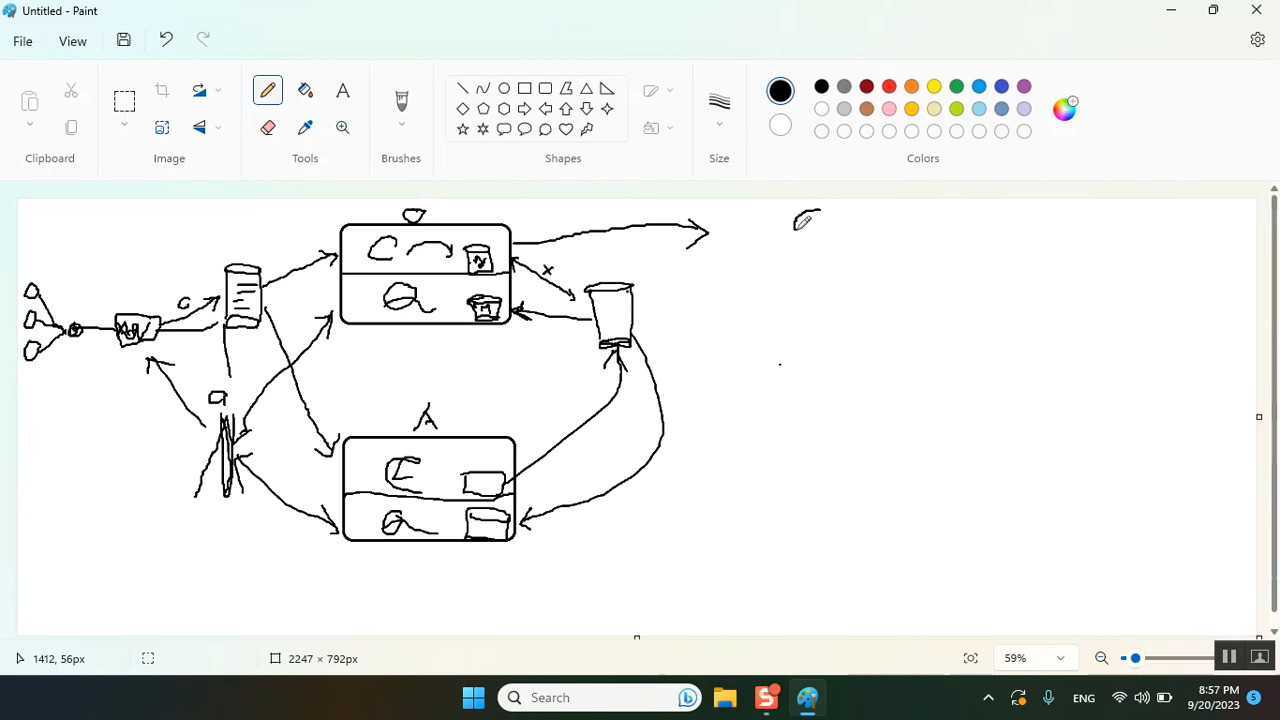 Untitled - Paint
File
View
Clipboard
Image
Tools
Brushes
Shapes
Size
Colors
O
C
Q
a
A
C
Q
x
1412, 56px
2247 × 792px
59%
Search
ENG
8:57 PM
9/20/2023
5